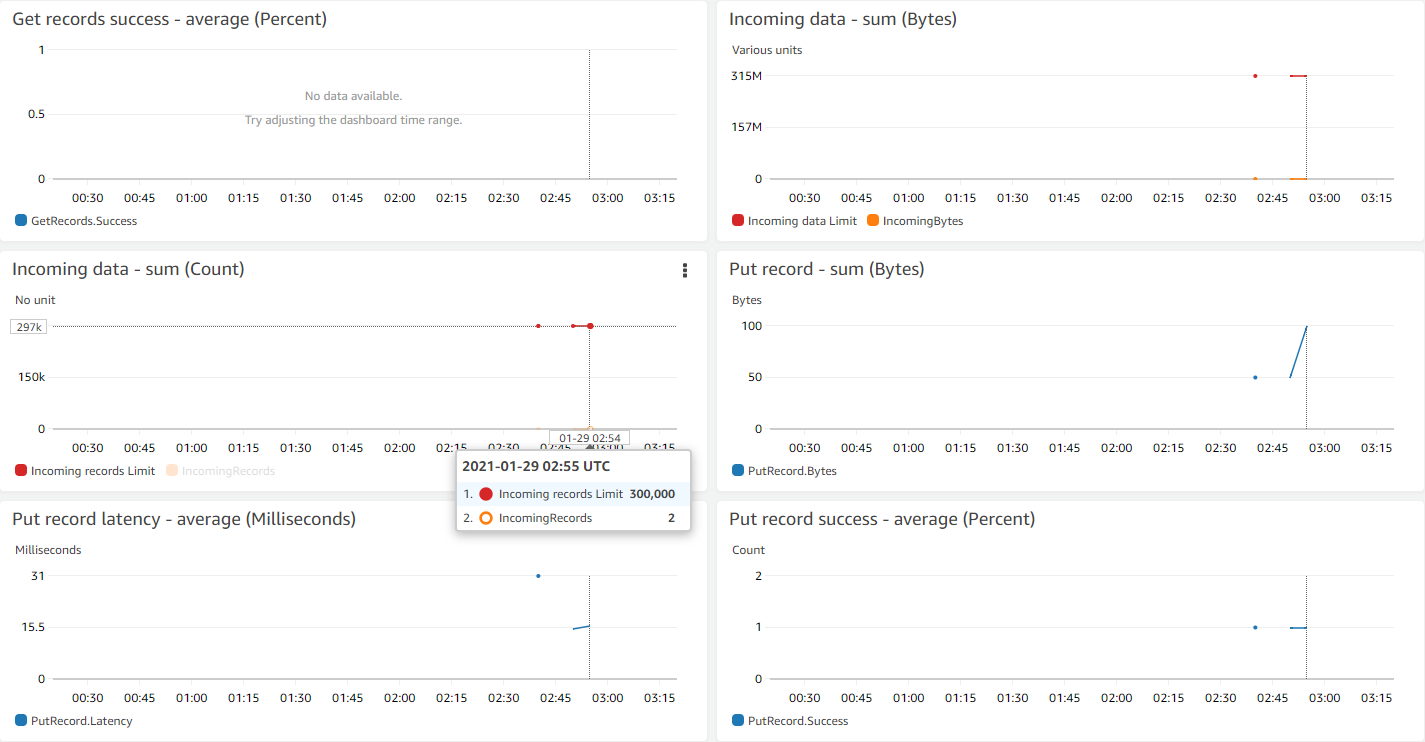 Get records success - average (Percent)
1
No data available.
0.5
Try adjusting the dashboard time range.
0
00:30 00:45 01:00 01:15 01:30 01:45 02:00 02:15 02:30 02:45 03:00 03:15
GetRecords.Success
Incoming data - sum (Bytes)
Various units
315M
157M
0
00:30 00:45 01:00 01:15 01:30 01:45 02:00 02:15 02:30 02:45 03:00 03:15
Incoming data Limit IncomingBytes
Incoming data - sum (Count)
No unit
297k
150k
0
01-29 02:54
00:30 00:45 01:00 01:15 01:30 01:45 02:00 02:15 02:30 02:45 03:00 03:15
Incoming records Limit IncomingRecords
2021-01-29 02:55 UTC
1. Incoming records Limit 300,000
2. IncomingRecords 2
Put record - sum (Bytes)
Bytes
100
50
0
00:30 00:45 01:00 01:15 01:30 01:45 02:00 02:15 02:30 02:45 03:00 03:15
PutRecord.Bytes
Put record latency - average (Milliseconds)
Milliseconds
31
15.5
0
00:30 00:45 01:00 01:15 01:30 01:45 02:00 02:15 02:30 02:45 03:00 03:15
PutRecord.Latency
Put record success - average (Percent)
Count
2
1
0
00:30 00:45 01:00 01:15 01:30 01:45 02:00 02:15 02:30 02:45 03:00 03:15
PutRecord.Success